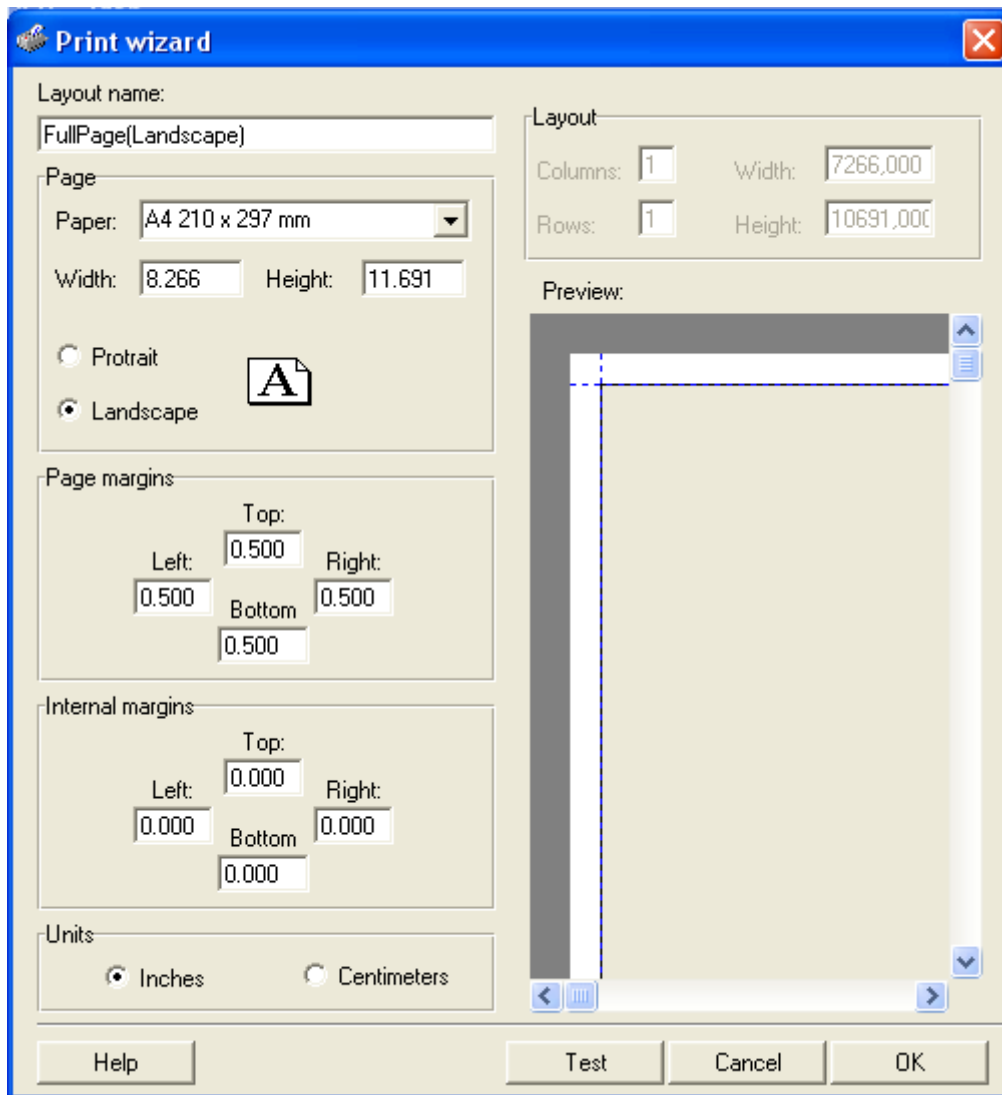 Print wizard
Layout name:
FullPage(Landscape)
Page
Paper: A4 210 x 297 mm
Width: 8.266 Height: 11.691
Protrait
A
Landscape
Page margins
Top:
0.500
Left: Right:
0.500 0.500
Bottom
0.500
Internal margins
Top:
0.000
Left: Right:
0.000 0.000
Bottom
0.000
Units
Inches Centimeters
Layout
Columns: 1 Width: 7266,000
Rows: 1 Height: 10691,000
Preview:
Help Test Cancel OK